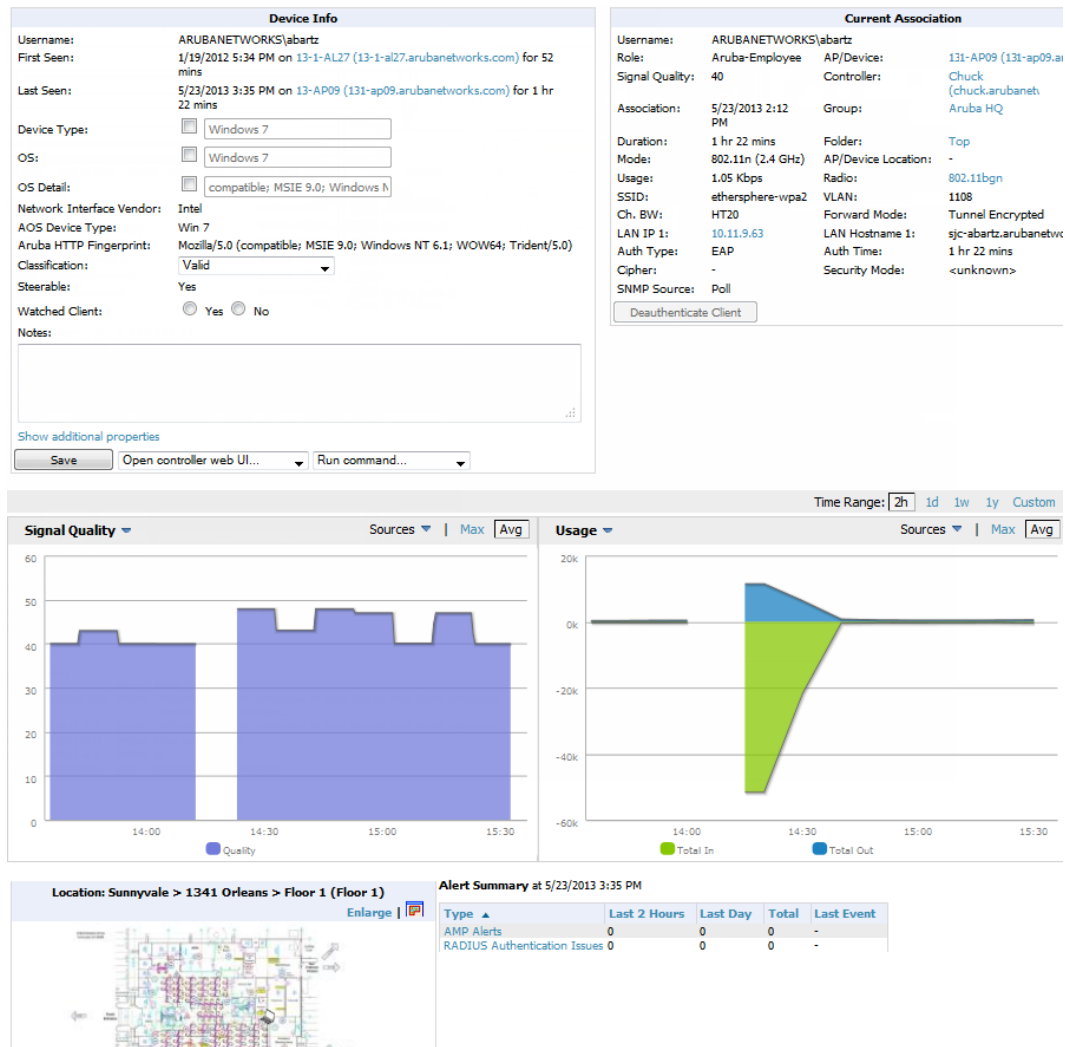 Device Info
Username: ARUBANETWORKS\abartz
First Seen: 1/19/2012 5:34 PM on 13-1-AL27 (13-1-al27.arubanetworks.com) for 52
mins
Last Seen: 5/23/2013 3:35 PM on 13-AP09 (131-ap09.arubanetworks.com) for 1 hr
22 mins
Device Type: Windows 7
OS: Windows 7
OS Detail: compatible; MSIE 9.0; Windows N
Network Interface Vendor: Intel
AOS Device Type: Win 7
Aruba HTTP Fingerprint: Mozilla/5.0 (compatible; MSIE 9.0; Windows NT 6.1; WOW64; Trident/5.0)
Classification: Valid
Steerable: Yes
Watched Client: Yes No
Notes:
Show additional properties
Save Open controller web UI... Run command...
Current Association
Username: ARUBANETWORKS\abartz
Role: Aruba-Employee AP/Device: 131-AP09 (131-ap09.ar
Signal Quality: 40 Controller: Chuck
(chuck.arubanet
Association: 5/23/2013 2:12 Group: Aruba HQ
PM
Duration: 1 hr 22 mins Folder: Top
Mode: 802.11n (2.4 GHz) AP/Device Location: -
Usage: 1.05 Kbps Radio: 802.11bgn
SSID: ethersphere-wpa2 VLAN: 1108
Ch. BW: HT20 Forward Mode: Tunnel Encrypted
LAN IP 1: 10.11.9.63 LAN Hostname 1: sjc-abartz.arubanetwo
Auth Type: EAP Auth Time: 1 hr 22 mins
Cipher: - Security Mode: <unknown>
SNMP Source: Poll
Deauthenticate Client
Time Range: 2h 1d 1w 1y Custom
Signal Quality Sources | Max Avg
60
50
40
30
20
10
0
14:00 14:30 15:00 15:30
Quality
Usage Sources | Max Avg
20k
0k
-20k
-40k
-60k
14:00 14:30 15:00 15:30
Total In Total Out
Location: Sunnyvale > 1341 Orleans > Floor 1 (Floor 1)
Enlarge |
Alert Summary at 5/23/2013 3:35 PM
Type Last 2 Hours Last Day Total Last Event
AMP Alerts 0 0 0 -
RADIUS Authentication Issues 0 0 0 -